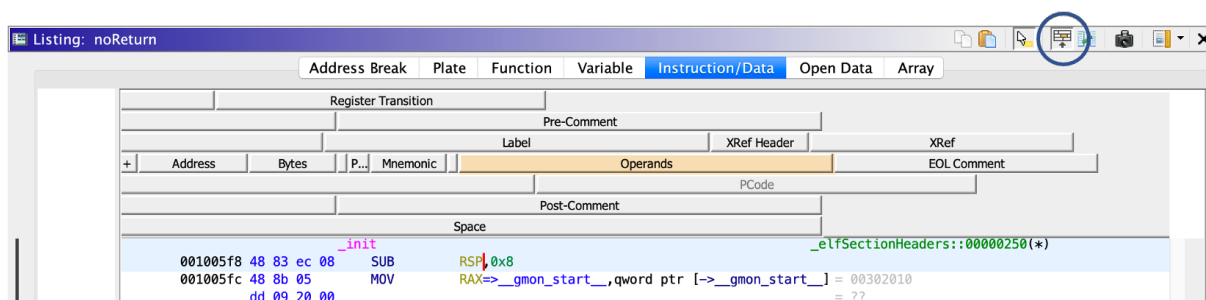 Listing: noReturn
Address Break Plate Function Variable Instruction/Data Open Data Array
Register Transition
Pre-Comment
Label XRef Header XRef
+ Address Bytes P... Mnemonic Operands EOL Comment
PCode
Post-Comment
Space
_init _elfSectionHeaders::00000250(*)
001005f8 48 83 ec 08 SUB RSP,0x8
001005fc 48 8b 05 MOV RAX=>__gmon_start__,qword ptr [->__gmon_start__] = 00302010
dd 09 20 00 = ??